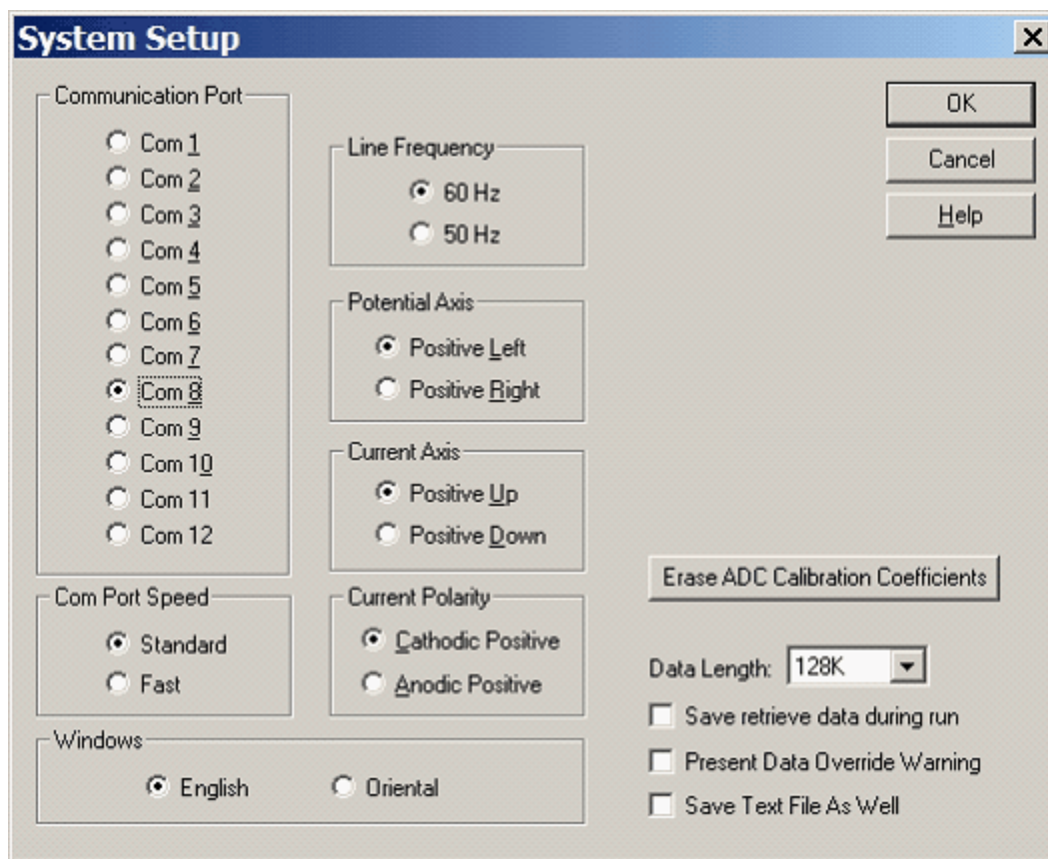 System Setup
Communication Port
Com 1
Com 2
Com 3
Com 4
Com 5
Com 6
Com 7
Com 8
Com 9
Com 10
Com 11
Com 12
Com Port Speed
Standard
Fast
Line Frequency
60 Hz
50 Hz
Potential Axis
Positive Left
Positive Right
Current Axis
Positive Up
Positive Down
Current Polarity
Cathodic Positive
Anodic Positive
Windows
English
Oriental
OK
Cancel
Help
Erase ADC Calibration Coefficients
Data Length: 128K
Save retrieve data during run
Present Data Override Warning
Save Text File As Well